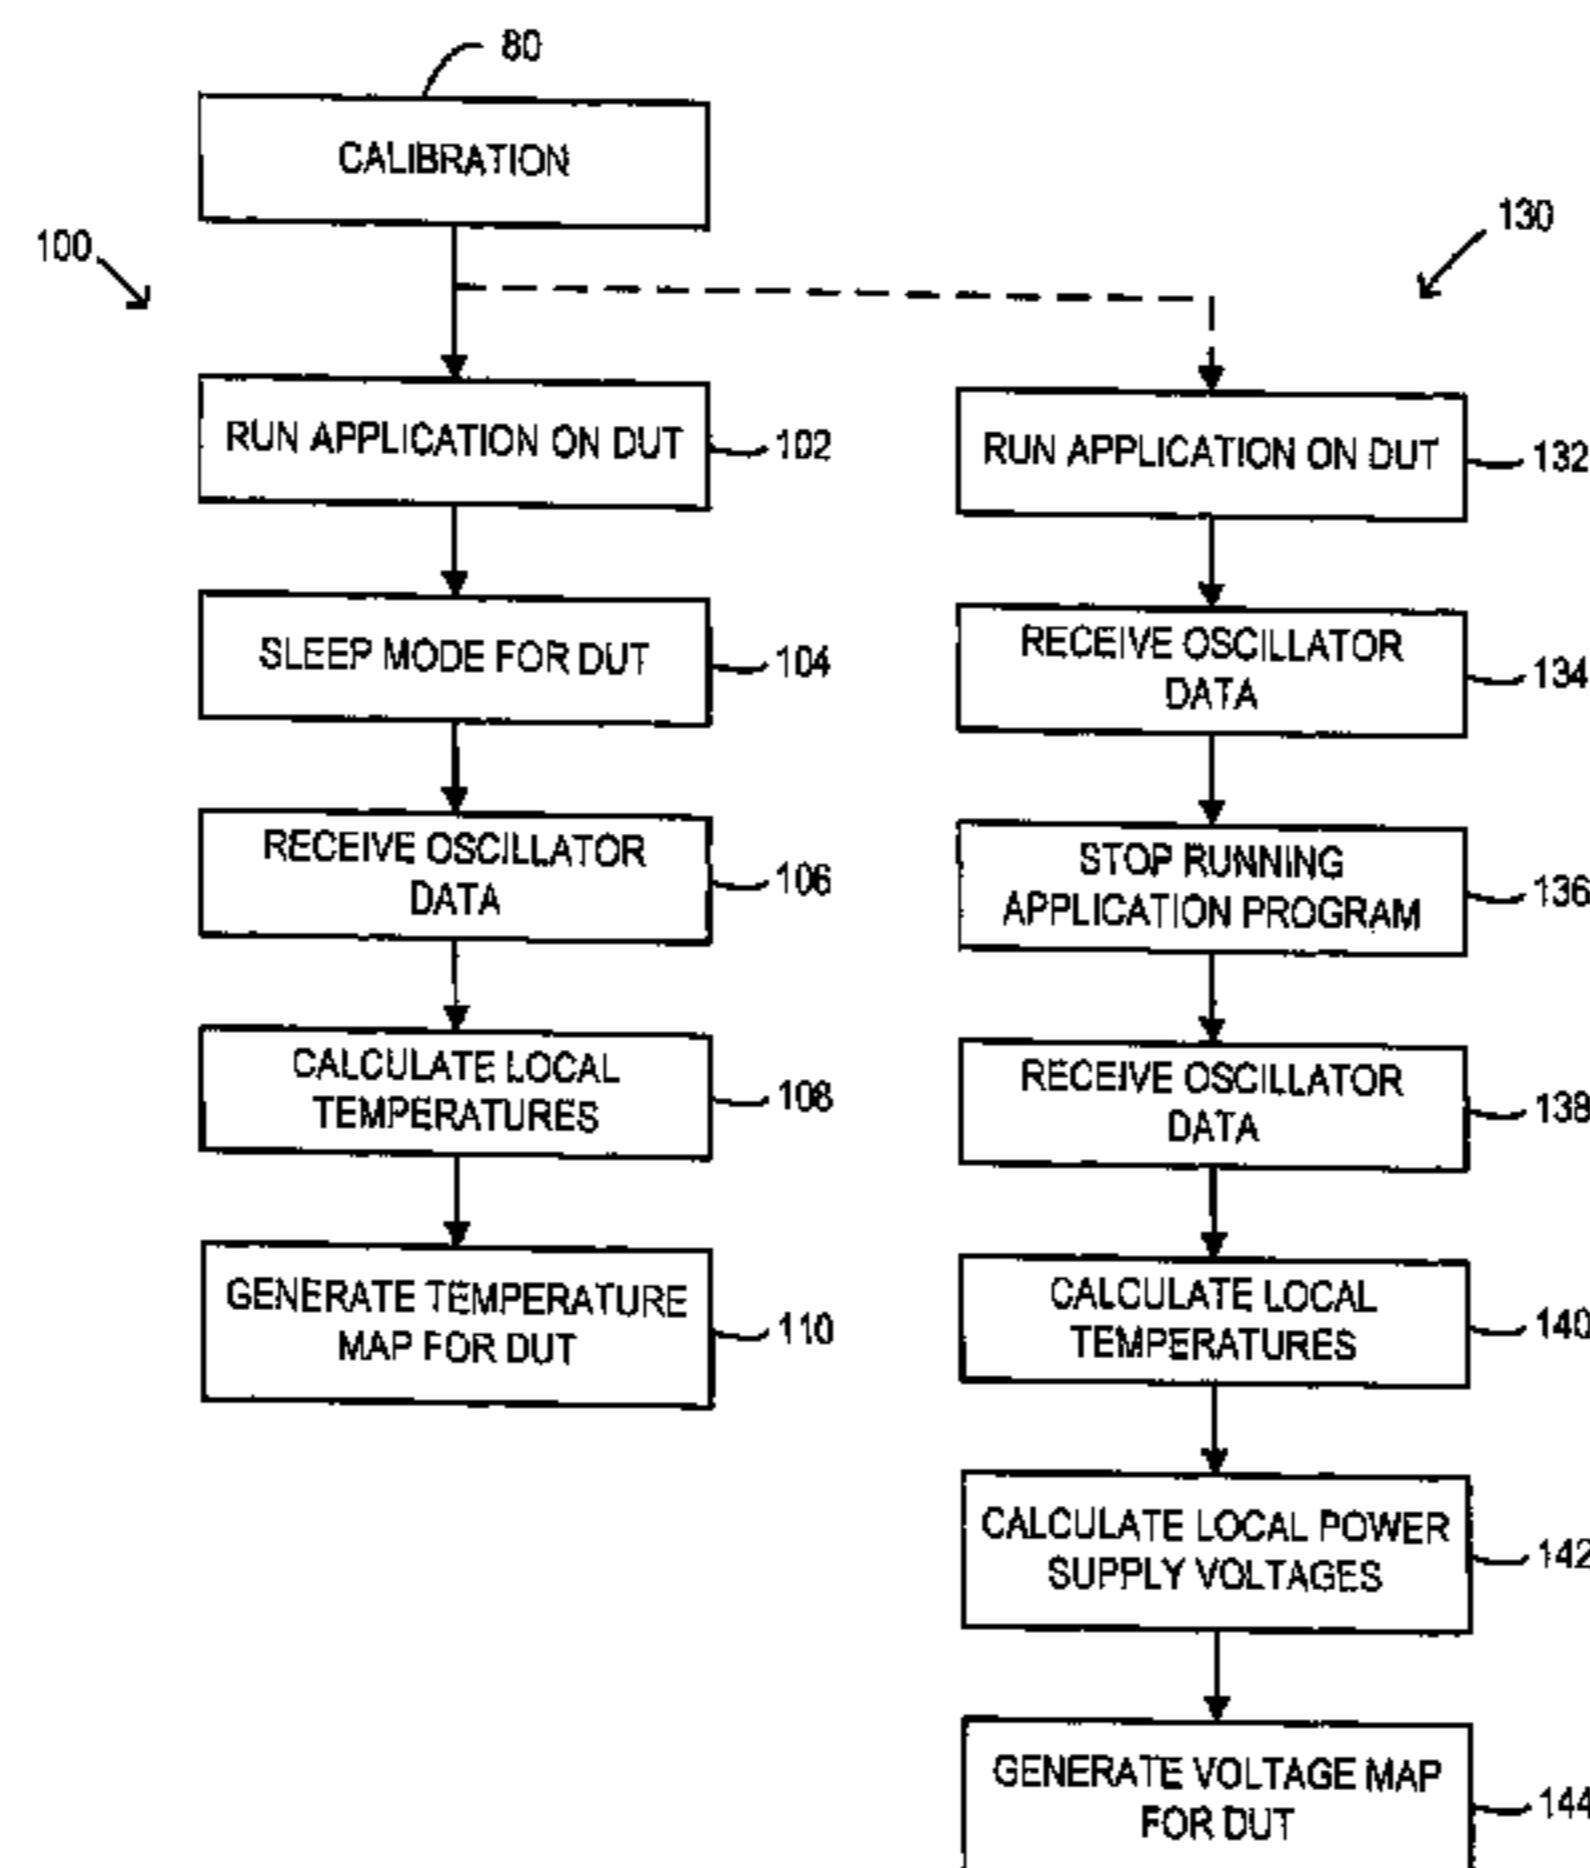 80
CALIBRATION
100
130
RUN APPLICATION ON DUT
102
SLEEP MODE FOR DUT
104
RECEIVE OSCILLATOR
DATA
106
CALCULATE LOCAL
TEMPERATURES
108
GENERATE TEMPERATURE
MAP FOR DUT
110
RUN APPLICATION ON DUT
132
RECEIVE OSCILLATOR
DATA
134
STOP RUNNING
APPLICATION PROGRAM
136
RECEIVE OSCILLATOR
DATA
138
CALCULATE LOCAL
TEMPERATURES
140
CALCULATE LOCAL POWER
SUPPLY VOLTAGES
142
GENERATE VOLTAGE MAP
FOR DUT
144